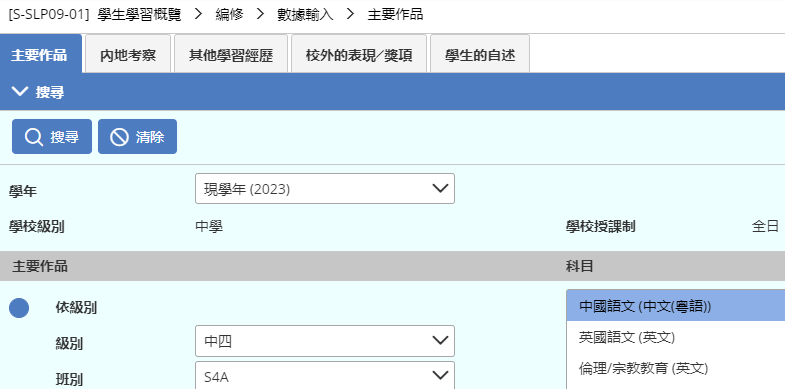 [S-SLP09-01] 學生學習概覽 > 編修 > 數據輸入 > 主要作品
主要作品 內地考察 其他學習經歷 校外的表現/獎項 學生的自述
搜尋
搜尋 清除
學年 現學年 (2023)
學校級別 中學 學校授課制 全日
主要作品 科目
依級別 中國語文 (中文(粵語))
級別 中四 英國語文 (英文)
班別 S4A 倫理/宗教教育 (英文)